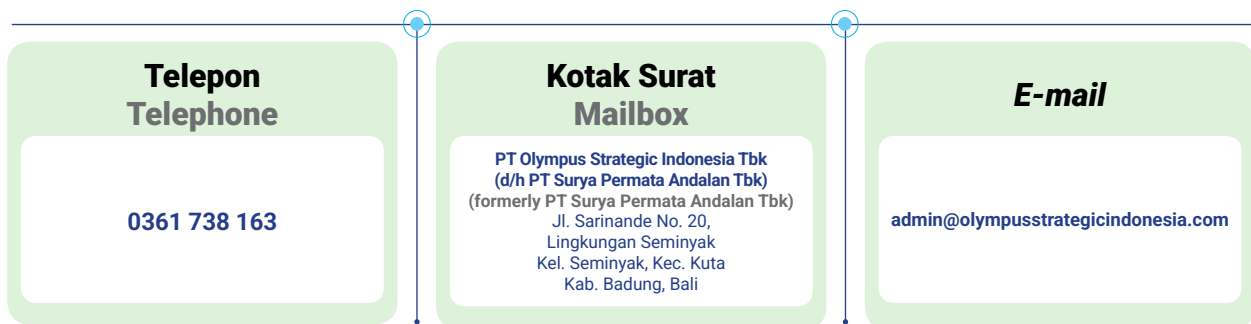 Telepon
Telephone
0361 738 163
Kotak Surat
Mailbox
PT Olympus Strategic Indonesia Tbk
(d/h PT Surya Permata Andalan Tbk)
(formerly PT Surya Permata Andalan Tbk)
Jl. Sarinande No. 20,
Lingkungan Seminyak
Kel. Seminyak, Kec. Kuta
Kab. Badung, Bali
E-mail
admin@olympusstrategicindonesia.com